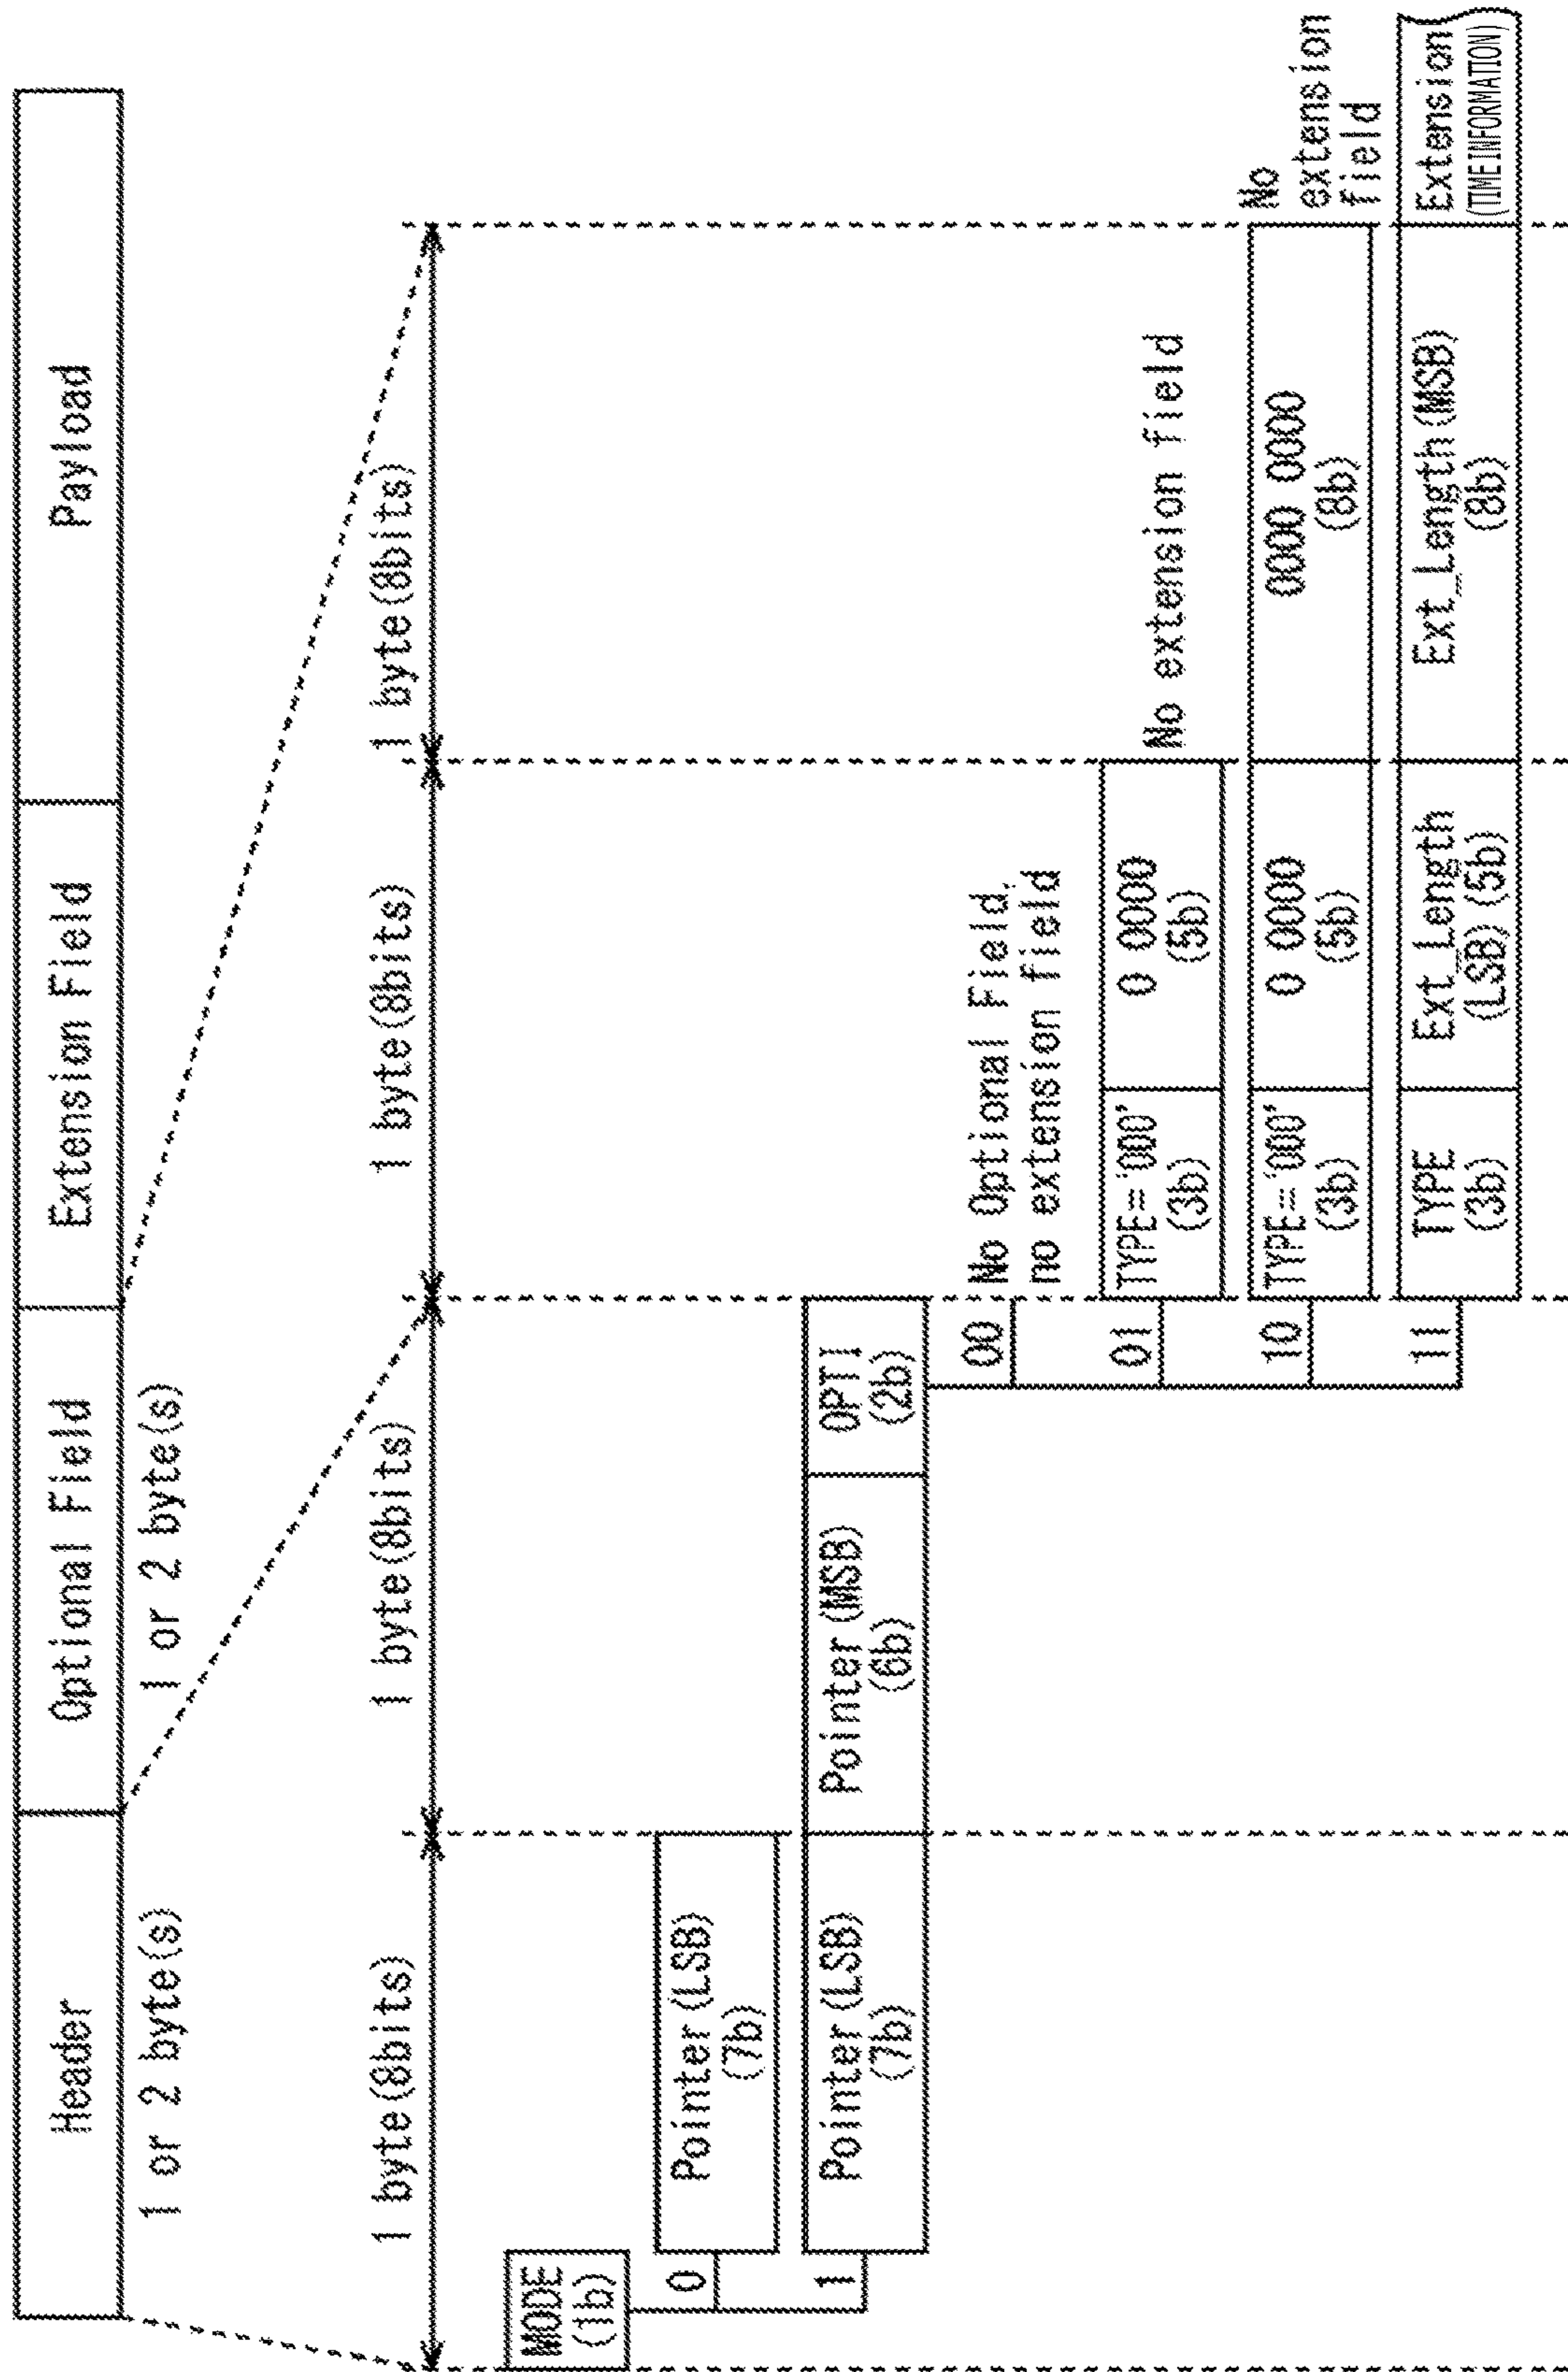 Header
Optional Field
Extension Field
Payload
1 or 2 byte(s)
1 or 2 byte(s)
1 byte(8bits)
1 byte(8bits)
1 byte(8bits)
1 byte(8bits)
MODE
(1b)
0
Pointer(LSB)
(7b)
1
Pointer(LSB)
(7b)
Pointer(MSB)
(6b)
OPTI
(2b)
00
No Optional Field,
no extension field
01
TYPE='000'
(3b)
0 0000
(5b)
No extension field
10
TYPE='000'
(3b)
0 0000
(5b)
0000 0000
(8b)
No
extension
field
11
TYPE
(3b)
Ext_Length
(LSB)(5b)
Ext_Length(MSB)
(8b)
Extension
(TIME INFORMATION)